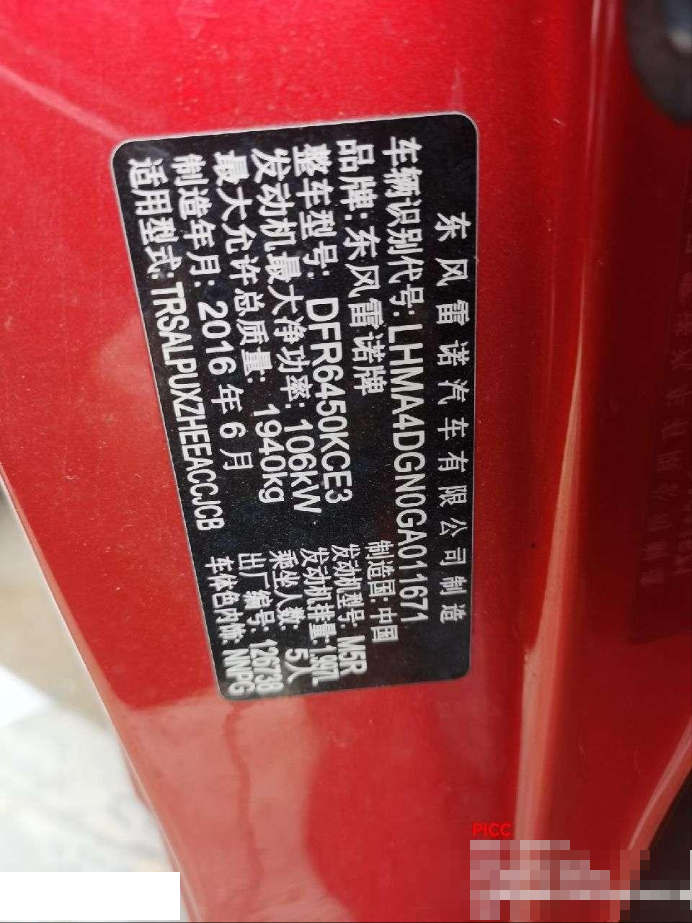 东风雷诺汽车有限公司制造
车辆识别代号: LHMA4DGN0GA011671
品牌: 东风雷诺牌 制造国: 中国
整车型号: DFR6450KCE3 发动机型号: M5R
发动机最大净功率: 106kW 发动机排量: 1.997L
最大允许总质量: 1940kg 乘坐人数: 5人
制造年月: 2016年6月 出厂编号: 126738
适用型式: TRSALPUXZHEEACCJCB 车体色内饰: NNPG
PICC